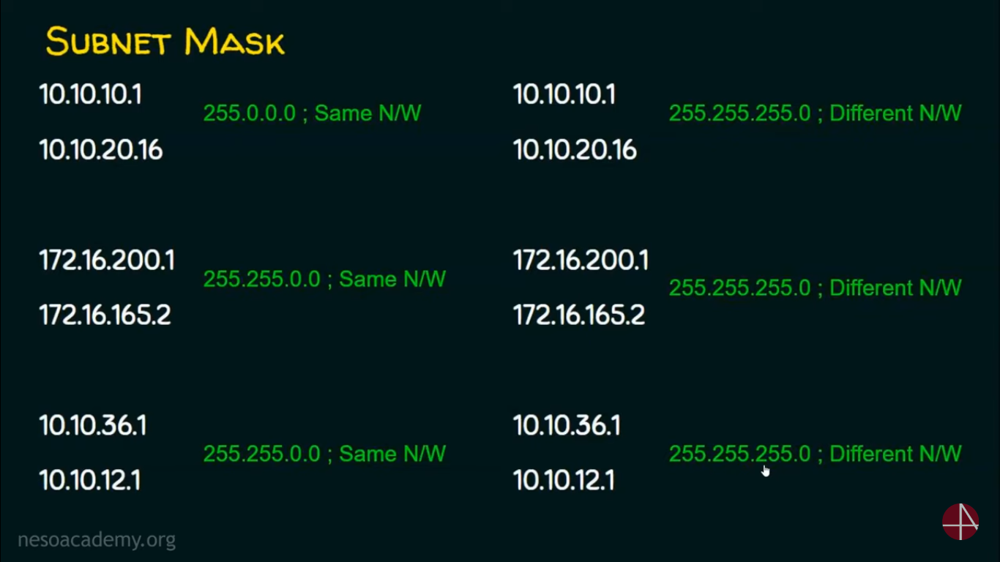 SUBNET MASK
10.10.10.1
255.0.0.0 ; Same N/W
10.10.20.16
10.10.10.1
255.255.255.0 ; Different N/W
10.10.20.16
172.16.200.1
255.255.0.0 ; Same N/W
172.16.165.2
172.16.200.1
255.255.255.0 ; Different N/W
172.16.165.2
10.10.36.1
255.255.0.0 ; Same N/W
10.10.12.1
10.10.36.1
255.255.255.0 ; Different N/W
10.10.12.1
nesoacademy.org